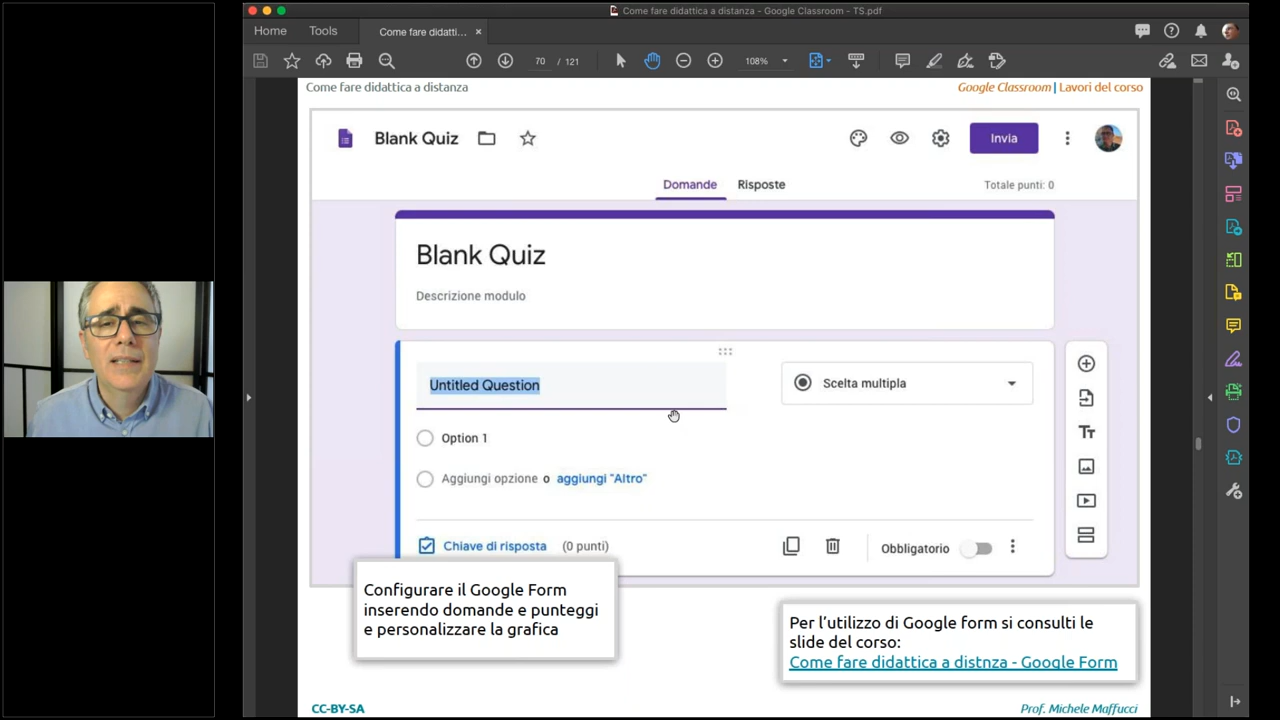 Come fare didattica a distanza - Google Classroom - TS.pdf
Home Tools Come fare didatti... ×
70 / 121 108%
Come fare didattica a distanza Google Classroom | Lavori del corso
Blank Quiz Invia
Domande Risposte Totale punti: 0
Blank Quiz
Descrizione modulo
Untitled Question Scelta multipla
Option 1
Aggiungi opzione o aggiungi "Altro"
Chiave di risposta (0 punti) Obbligatorio
Configurare il Google Form
inserendo domande e punteggi
e personalizzare la grafica
Per l'utilizzo di Google form si consulti le
slide del corso:
Come fare didattica a distnza - Google Form
CC-BY-SA Prof. Michele Maffucci